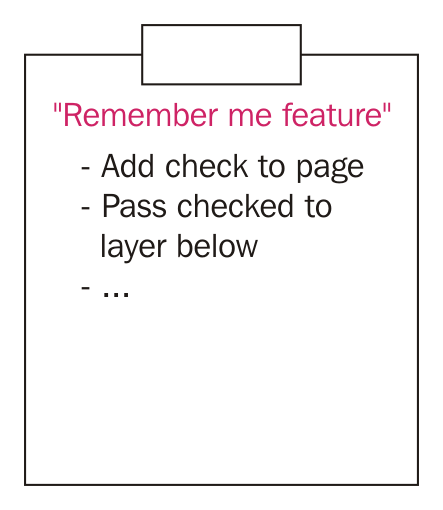 "Remember me feature"
- Add check to page
- Pass checked to
layer below
- ...